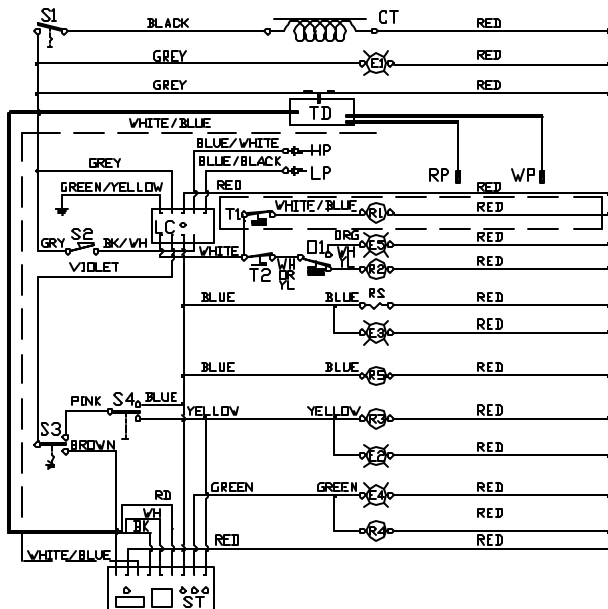 S1 BLACK CT RED
GREY E1 RED
GREY RED
TD
WHITE/BLUE
BLUE/WHITE HP
BLUE/BLACK LP
GREY RP WP
GREEN/YELLOW RED RED
LC T1 WHITE/BLUE R1 RED
S2 ORG E5 RED
GRY BK/WH WHITE O1 WH
VIOLET T2 WH YL R2 RED
OR
YL
BLUE BLUE RS RED
E3 RED
BLUE BLUE R5 RED
PINK S4 BLUE
YELLOW YELLOW R3 RED
S3 BROWN
E2 RED
RD GREEN GREEN E4 RED
WH RED
BK R4
RED RED
WHITE/BLUE
ST